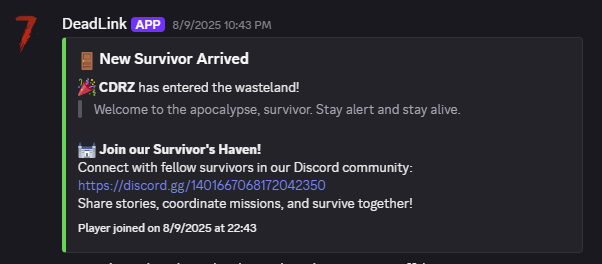 7
DeadLink APP 8/9/2025 10:43 PM
New Survivor Arrived
CDRZ has entered the wasteland!
Welcome to the apocalypse, survivor. Stay alert and stay alive.
Join our Survivor's Haven!
Connect with fellow survivors in our Discord community:
https://discord.gg/1401667068172042350
Share stories, coordinate missions, and survive together!
Player joined on 8/9/2025 at 22:43